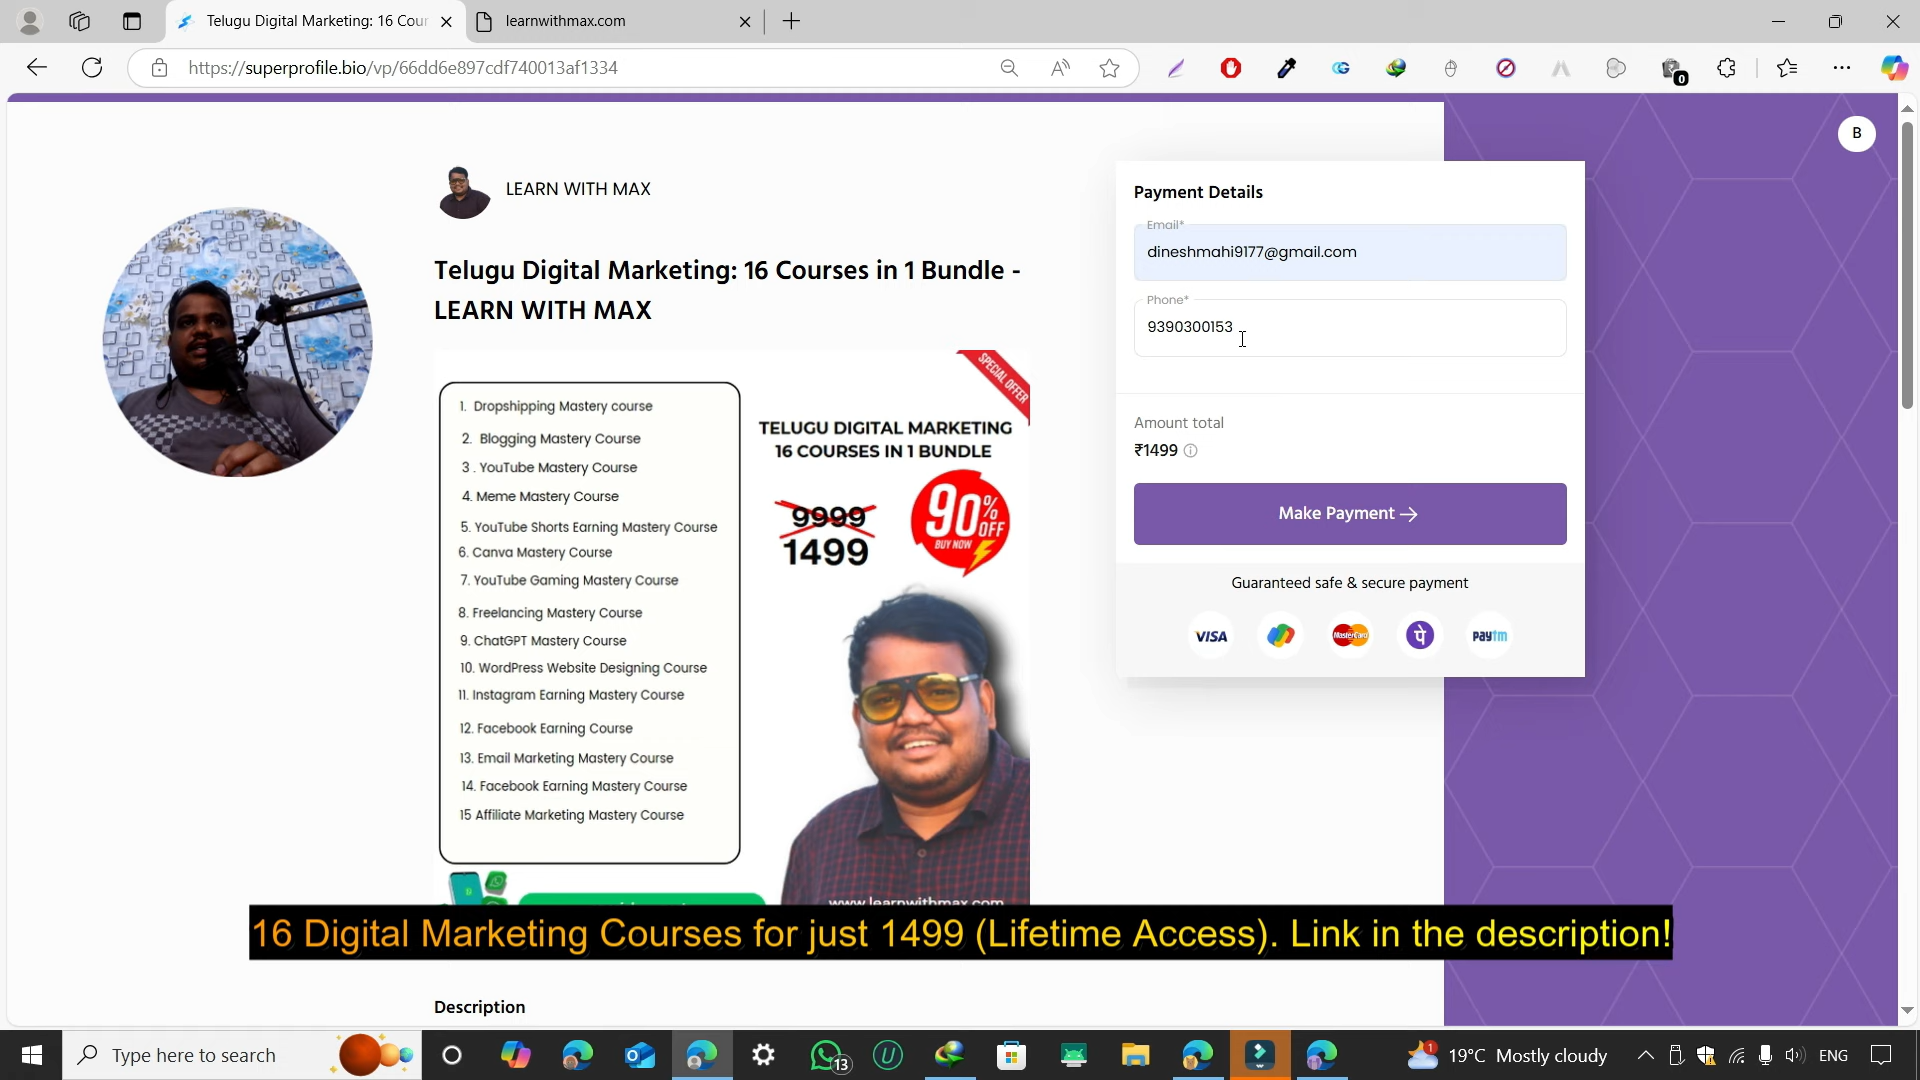 Telugu Digital Marketing: 16 Cour
learnwithmax.com
https://superprofile.bio/vp/66dd6e897cdf740013af1334
0
B
LEARN WITH MAX
Telugu Digital Marketing: 16 Courses in 1 Bundle -
LEARN WITH MAX
1. Dropshipping Mastery course
2. Blogging Mastery Course
3 . YouTube Mastery Course
4. Meme Mastery Course
5. YouTube Shorts Earning Mastery Course
6. Canva Mastery Course
7. YouTube Gaming Mastery Course
8. Freelancing Mastery Course
9. ChatGPT Mastery Course
10. WordPress Website Designing Course
11. Instagram Earning Mastery Course
12. Facebook Earning Course
13. Email Marketing Mastery Course
14. Facebook Earning Mastery Course
15 Affiliate Marketing Mastery Course
SPECIAL OFFER
TELUGU DIGITAL MARKETING
16 COURSES IN 1 BUNDLE
9999
1499
90% OFF
BUY NOW
www.learnwithmax.com
Payment Details
Email*
dineshmahi9177@gmail.com
Phone*
9390300153
Amount total
₹1499
Make Payment →
Guaranteed safe & secure payment
VISA
MasterCard
पे
paytm
16 Digital Marketing Courses for just 1499 (Lifetime Access). Link in the description!
Description
Type here to search
13
1
19°C Mostly cloudy
ENG